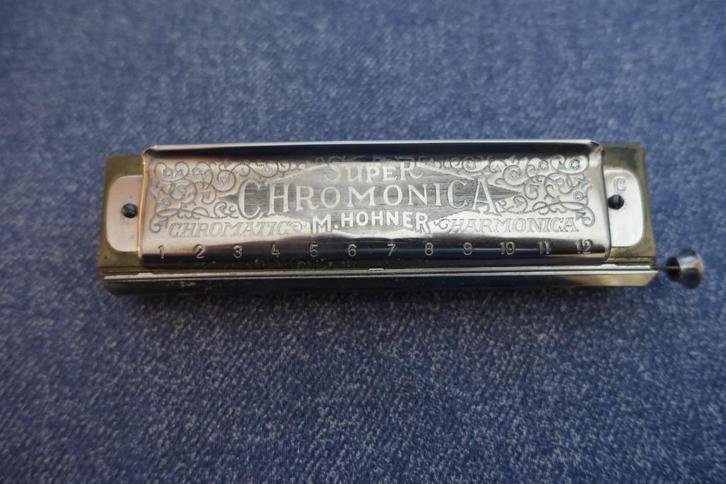 SUPER
CHROMONICA
CHROMATIC M. HOHNER HARMONICA
1 2 3 4 5 6 7 8 9 10 11 12
C